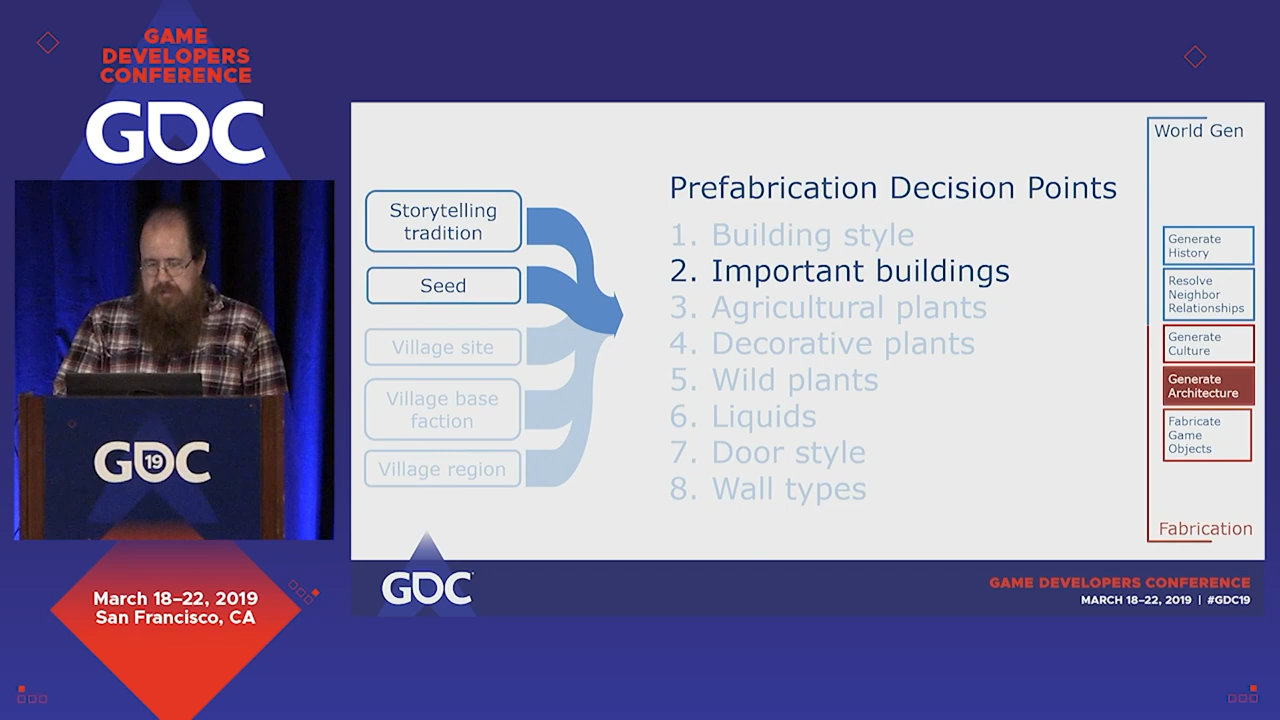 GAME
DEVELOPERS
CONFERENCE
GDC
GDC
19
March 18–22, 2019
San Francisco, CA
Storytelling
tradition
Seed
Village site
Village base
faction
Village region
Prefabrication Decision Points
1. Building style
2. Important buildings
3. Agricultural plants
4. Decorative plants
5. Wild plants
6. Liquids
7. Door style
8. Wall types
World Gen
Generate
History
Resolve
Neighbor
Relationships
Generate
Culture
Generate
Architecture
Fabricate
Game
Objects
Fabrication
GDC
GAME DEVELOPERS CONFERENCE
MARCH 18–22, 2019 | #GDC19